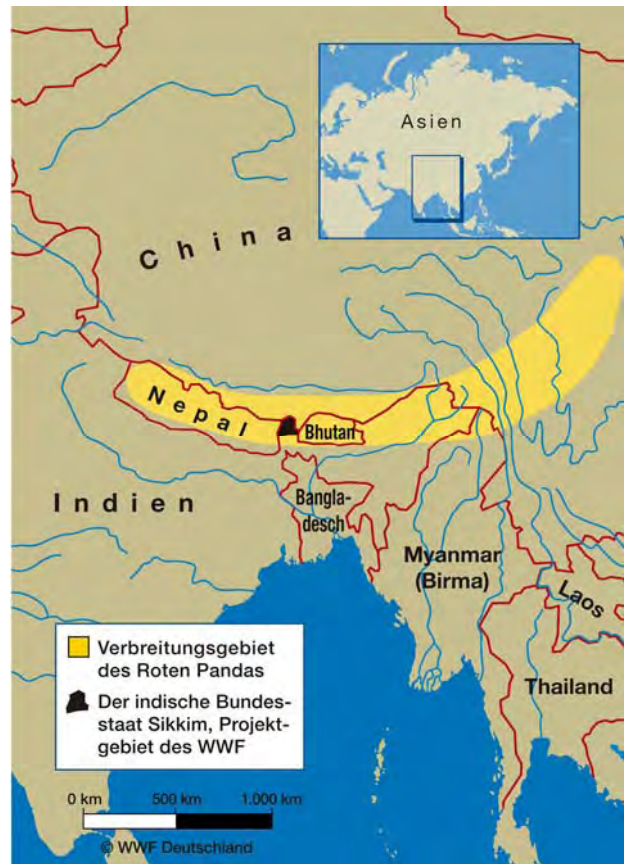 Asien
China
Nepal
Bhutan
Indien
Bangla-
desch
Myanmar
(Birma)
Laos
Thailand
Verbreitungsgebiet
des Roten Pandas
Der indische Bundes-
staat Sikkim, Projekt-
gebiet des WWF
0 km 500 km 1.000 km
© WWF Deutschland